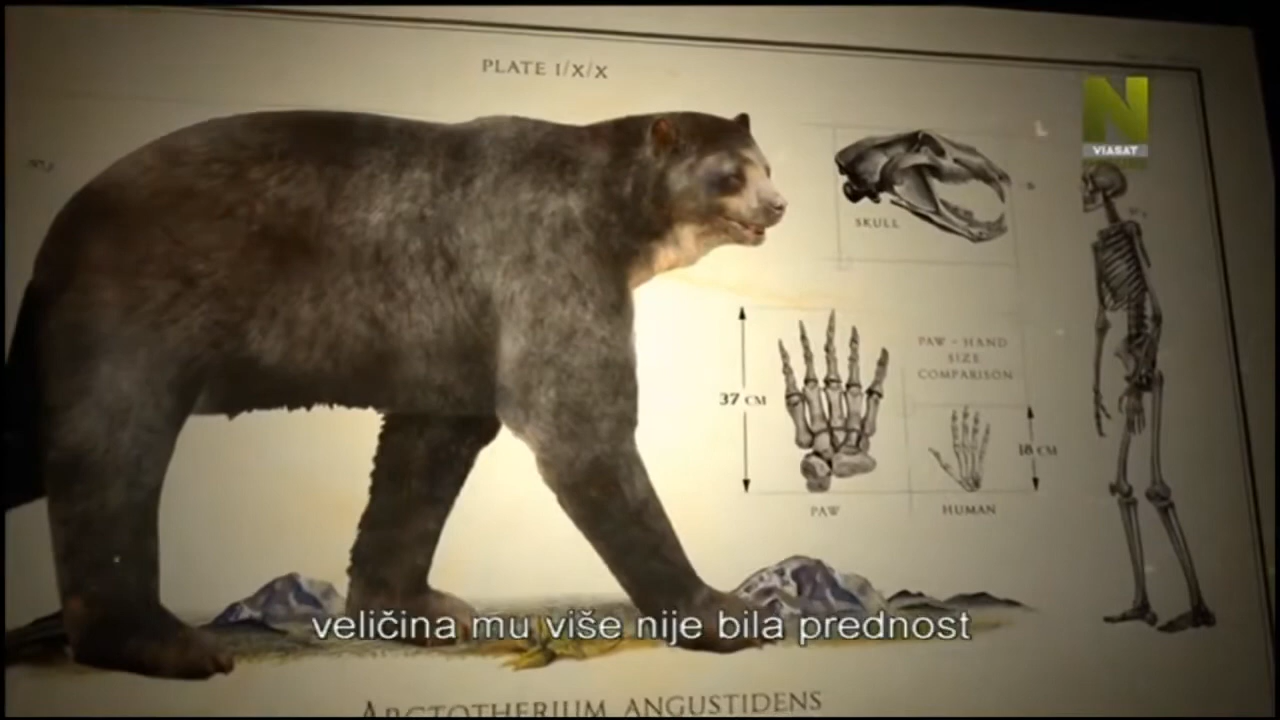 PLATE I/X/X
N
VIASAT
SKULL
PAW - HAND
SIZE
COMPARISON
37 CM
18 CM
PAW
HUMAN
veličina mu više nije bila prednost
ARCTOTHERIUM ANGUSTIDENS